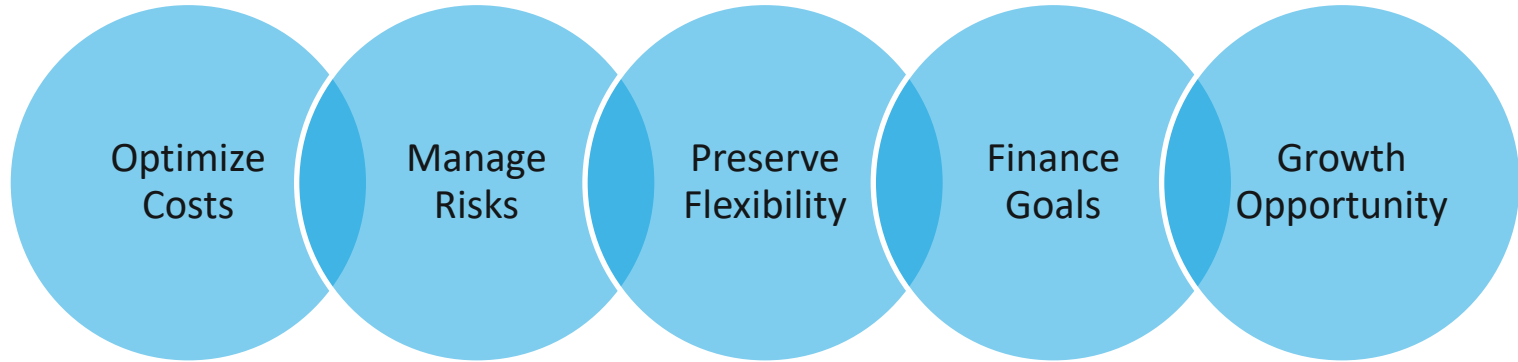 Optimize
Costs
Manage
Risks
Preserve
Flexibility
Finance
Goals
Growth
Opportunity